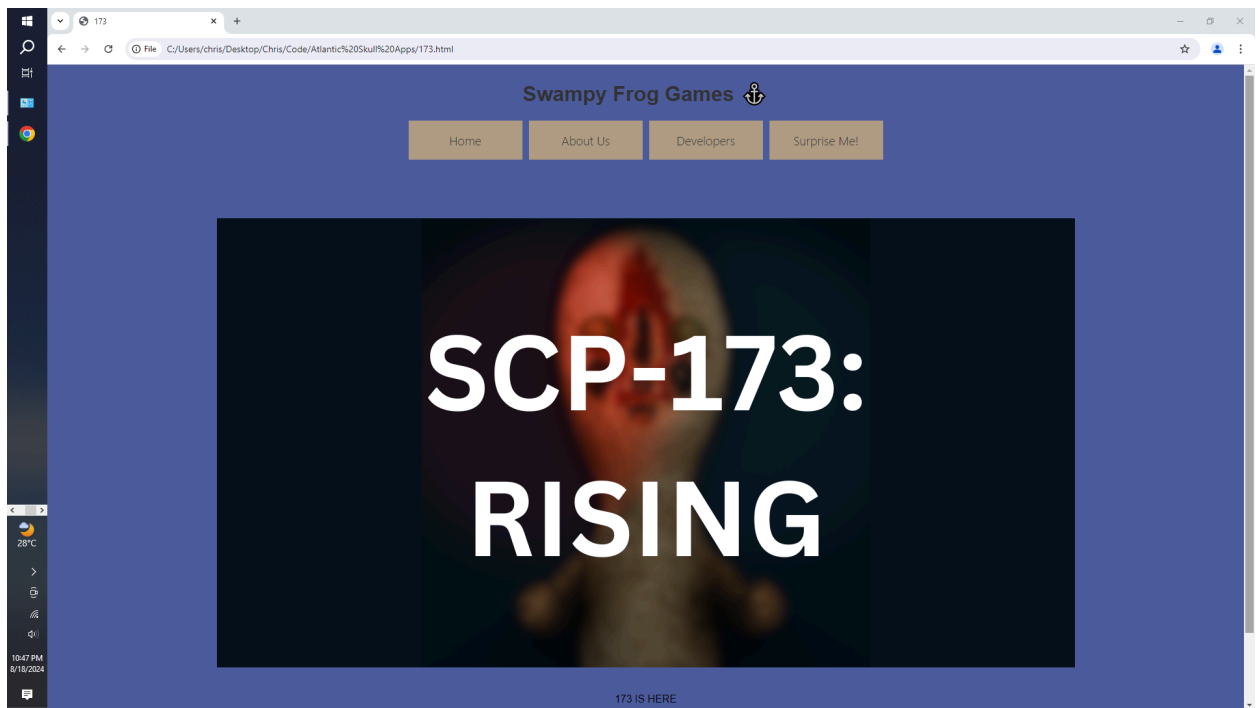 173
File
C:/Users/chris/Desktop/Chris/Code/Atlantic%20Skull%20Apps/173.html
Swampy Frog Games
Home
About Us
Developers
Surprise Me!
SCP-173:
RISING
173 IS HERE
28°C
10:47 PM
8/18/2024